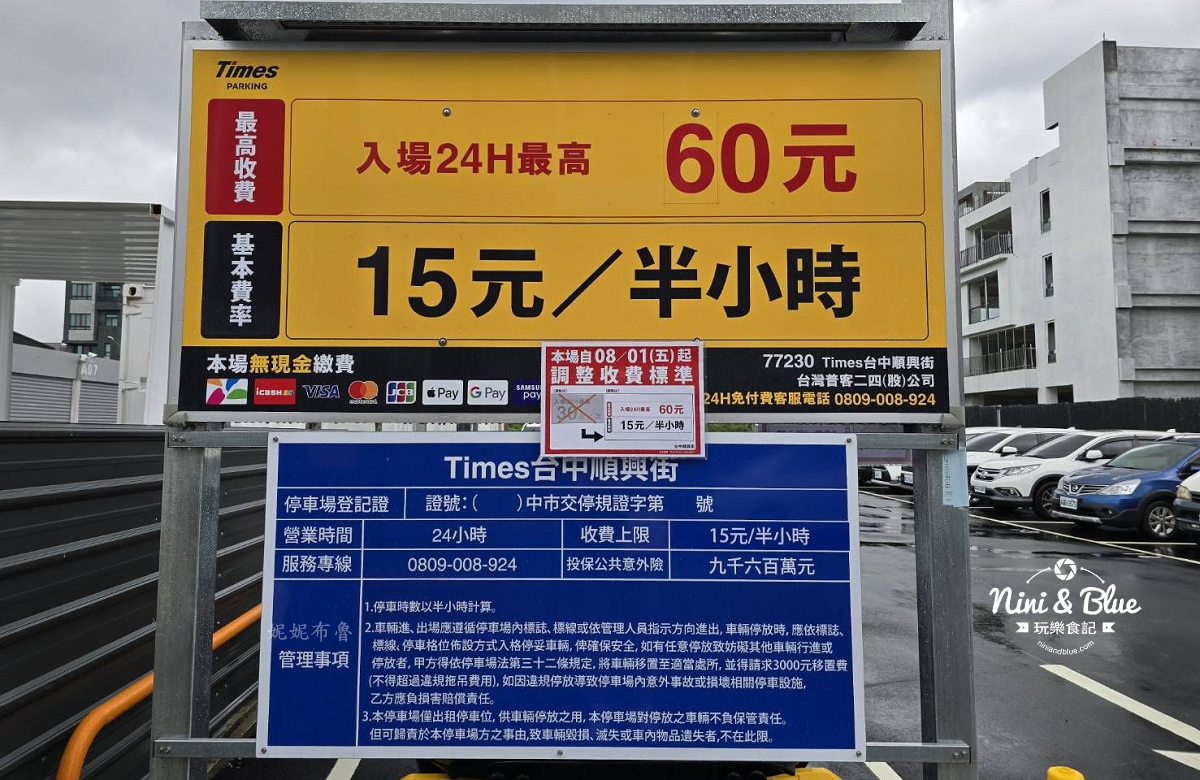 Times
PARKING
最高收費
入場24H最高 60元
基本費率
15元/半小時
本場無現金繳費
icash
VISA
mastercard
JCB
Pay
G Pay
SAMSUNG
pay
77230 Times台中順興街
台灣普客二四(股)公司
24H免付費客服電話 0809-008-924
本場自08/01(五)起
調整收費標準
入場24H最高 60元
15元/半小時
台中順興街
Times台中順興街
停車場登記證 證號:( )中市交停規證字第 號
營業時間 24小時 收費上限 15元/半小時
服務專線 0809-008-924 投保公共意外險 九千六百萬元
管理事項
1.停車時數以半小時計算。
2.車輛進、出場應遵循停車場內標誌、標線或依管理人員指示方向進出,車輛停放時,應依標誌、
標線、停車格位佈設方式入格停妥車輛,俾確保安全,如有任意停放致妨礙其他車輛行進或
停放者,甲方得依停車場法第三十二條規定,將車輛移置至適當處所,並得請求3000元移置費
(不得超過違規拖吊費用),如因違規停放導致停車場內意外事故或損壞相關停車設施,
乙方應負損害賠償責任。
3.本停車場僅出租停車位,供車輛停放之用,本停車場對停放之車輛不負保管責任。
但可歸責於本停車場方之事由,致車輛毀損、滅失或車內物品遺失者,不在此限。
妮妮布魯
A07
Nini & Blue
玩樂食記
niniandblue.com